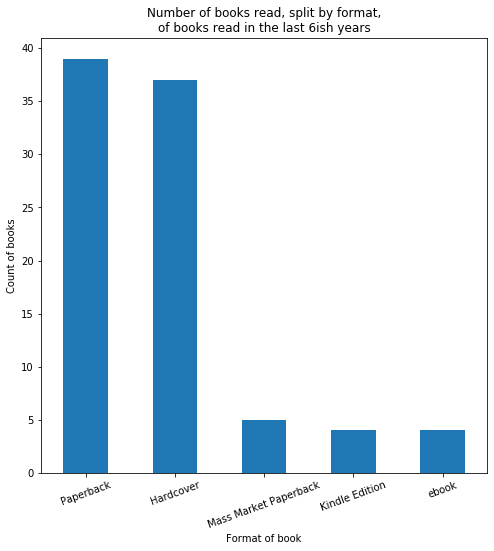 Number of books read, split by format,
of books read in the last 6ish years
Count of books
40
35
30
25
20
15
10
5
0
Paperback
Hardcover
Mass Market Paperback
Kindle Edition
ebook
Format of book